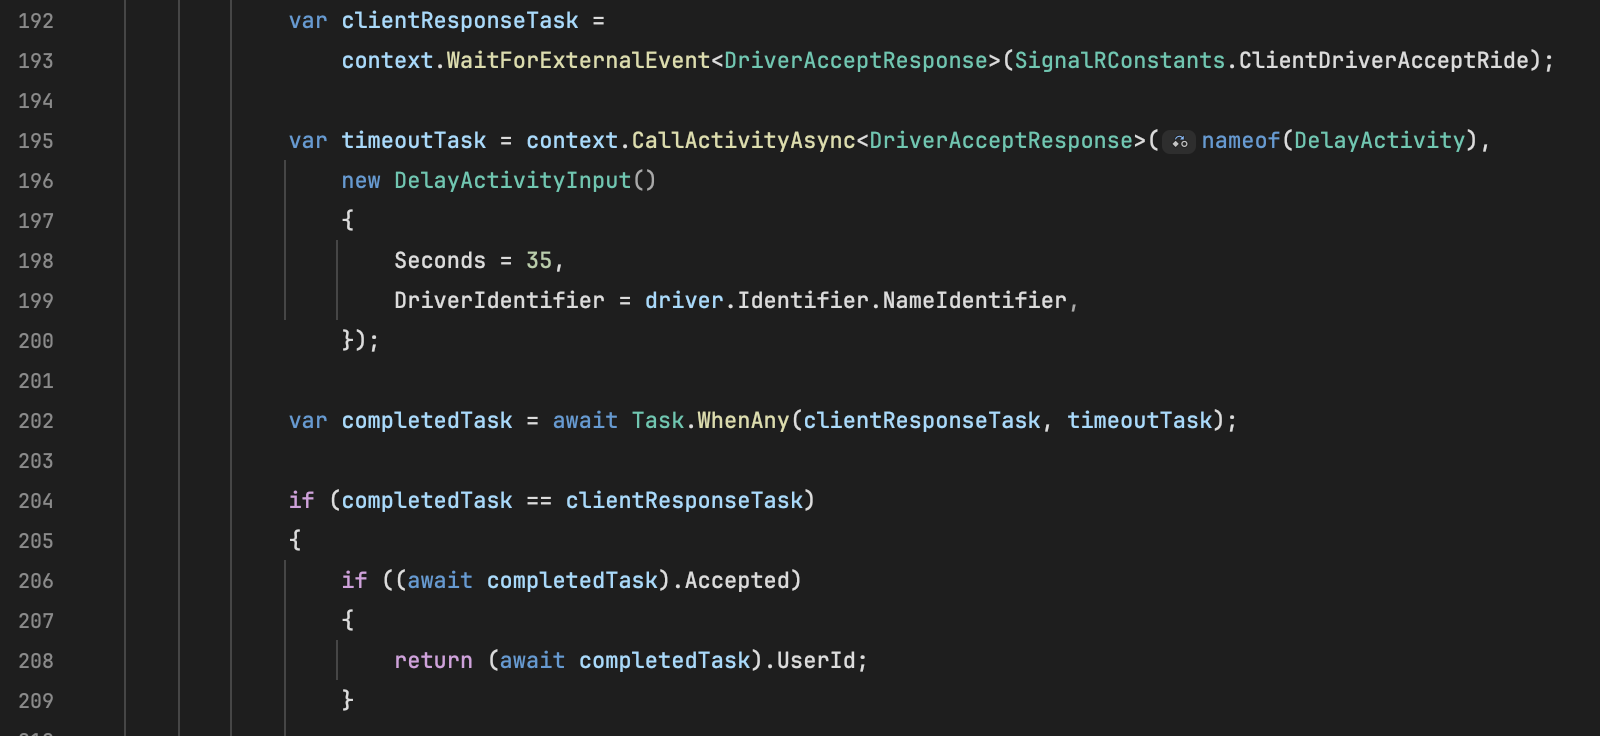 192 var clientResponseTask =
193 context.WaitForExternalEvent<DriverAcceptResponse>(SignalRConstants.ClientDriverAcceptRide);
194
195 var timeoutTask = context.CallActivityAsync<DriverAcceptResponse>(nameof(DelayActivity),
196 new DelayActivityInput()
197 {
198 Seconds = 35,
199 DriverIdentifier = driver.Identifier.NameIdentifier,
200 });
201
202 var completedTask = await Task.WhenAny(clientResponseTask, timeoutTask);
203
204 if (completedTask == clientResponseTask)
205 {
206 if ((await completedTask).Accepted)
207 {
208 return (await completedTask).UserId;
209 }